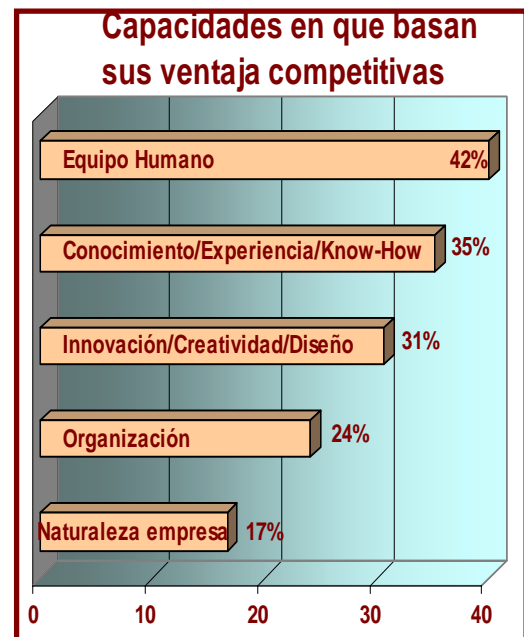 Capacidades en que basan
sus ventaja competitivas
Equipo Humano 42%
Conocimiento/Experiencia/Know-How 35%
Innovación/Creatividad/Diseño 31%
Organización 24%
Naturaleza empresa 17%
0 10 20 30 40